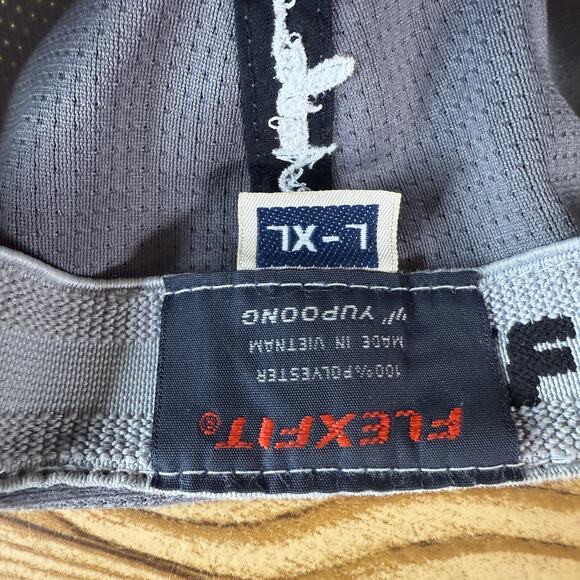 FLEXFIT®
100% POLYESTER
MADE IN VIETNAM
YUPOONG
L-XL
F